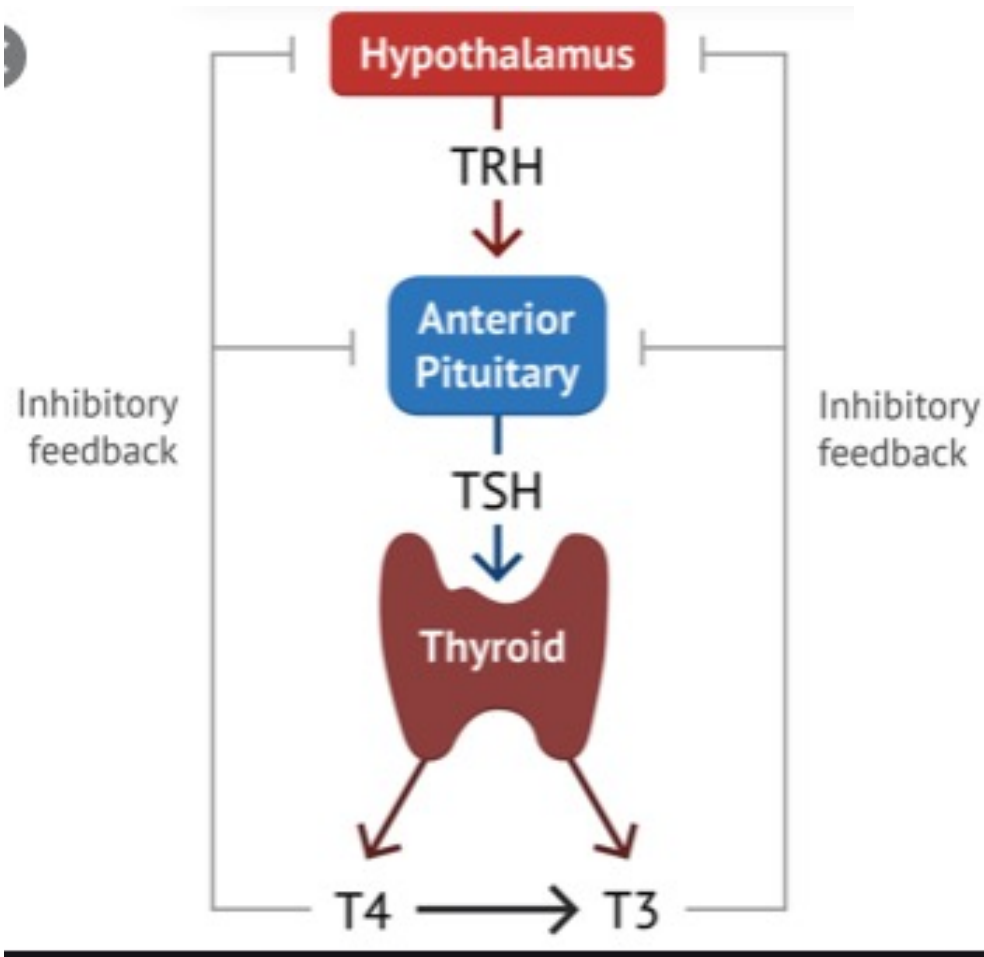 Hypothalamus
TRH
Anterior
Pituitary
Inhibitory
feedback
Inhibitory
feedback
TSH
Thyroid
T4
T3